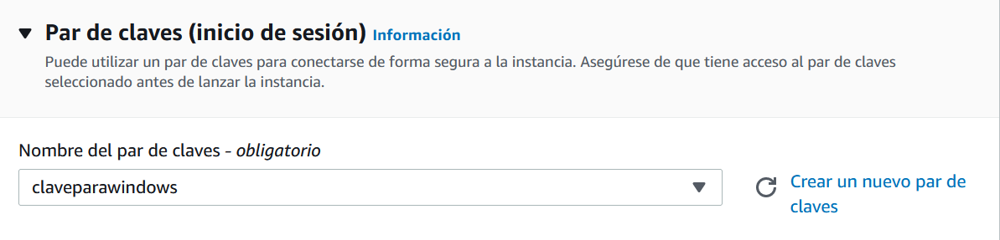 Par de claves (inicio de sesión) Información
Puede utilizar un par de claves para conectarse de forma segura a la instancia. Asegúrese de que tiene acceso al par de claves
seleccionado antes de lanzar la instancia.
Nombre del par de claves - obligatorio
claveparawindows
Crear un nuevo par de
claves